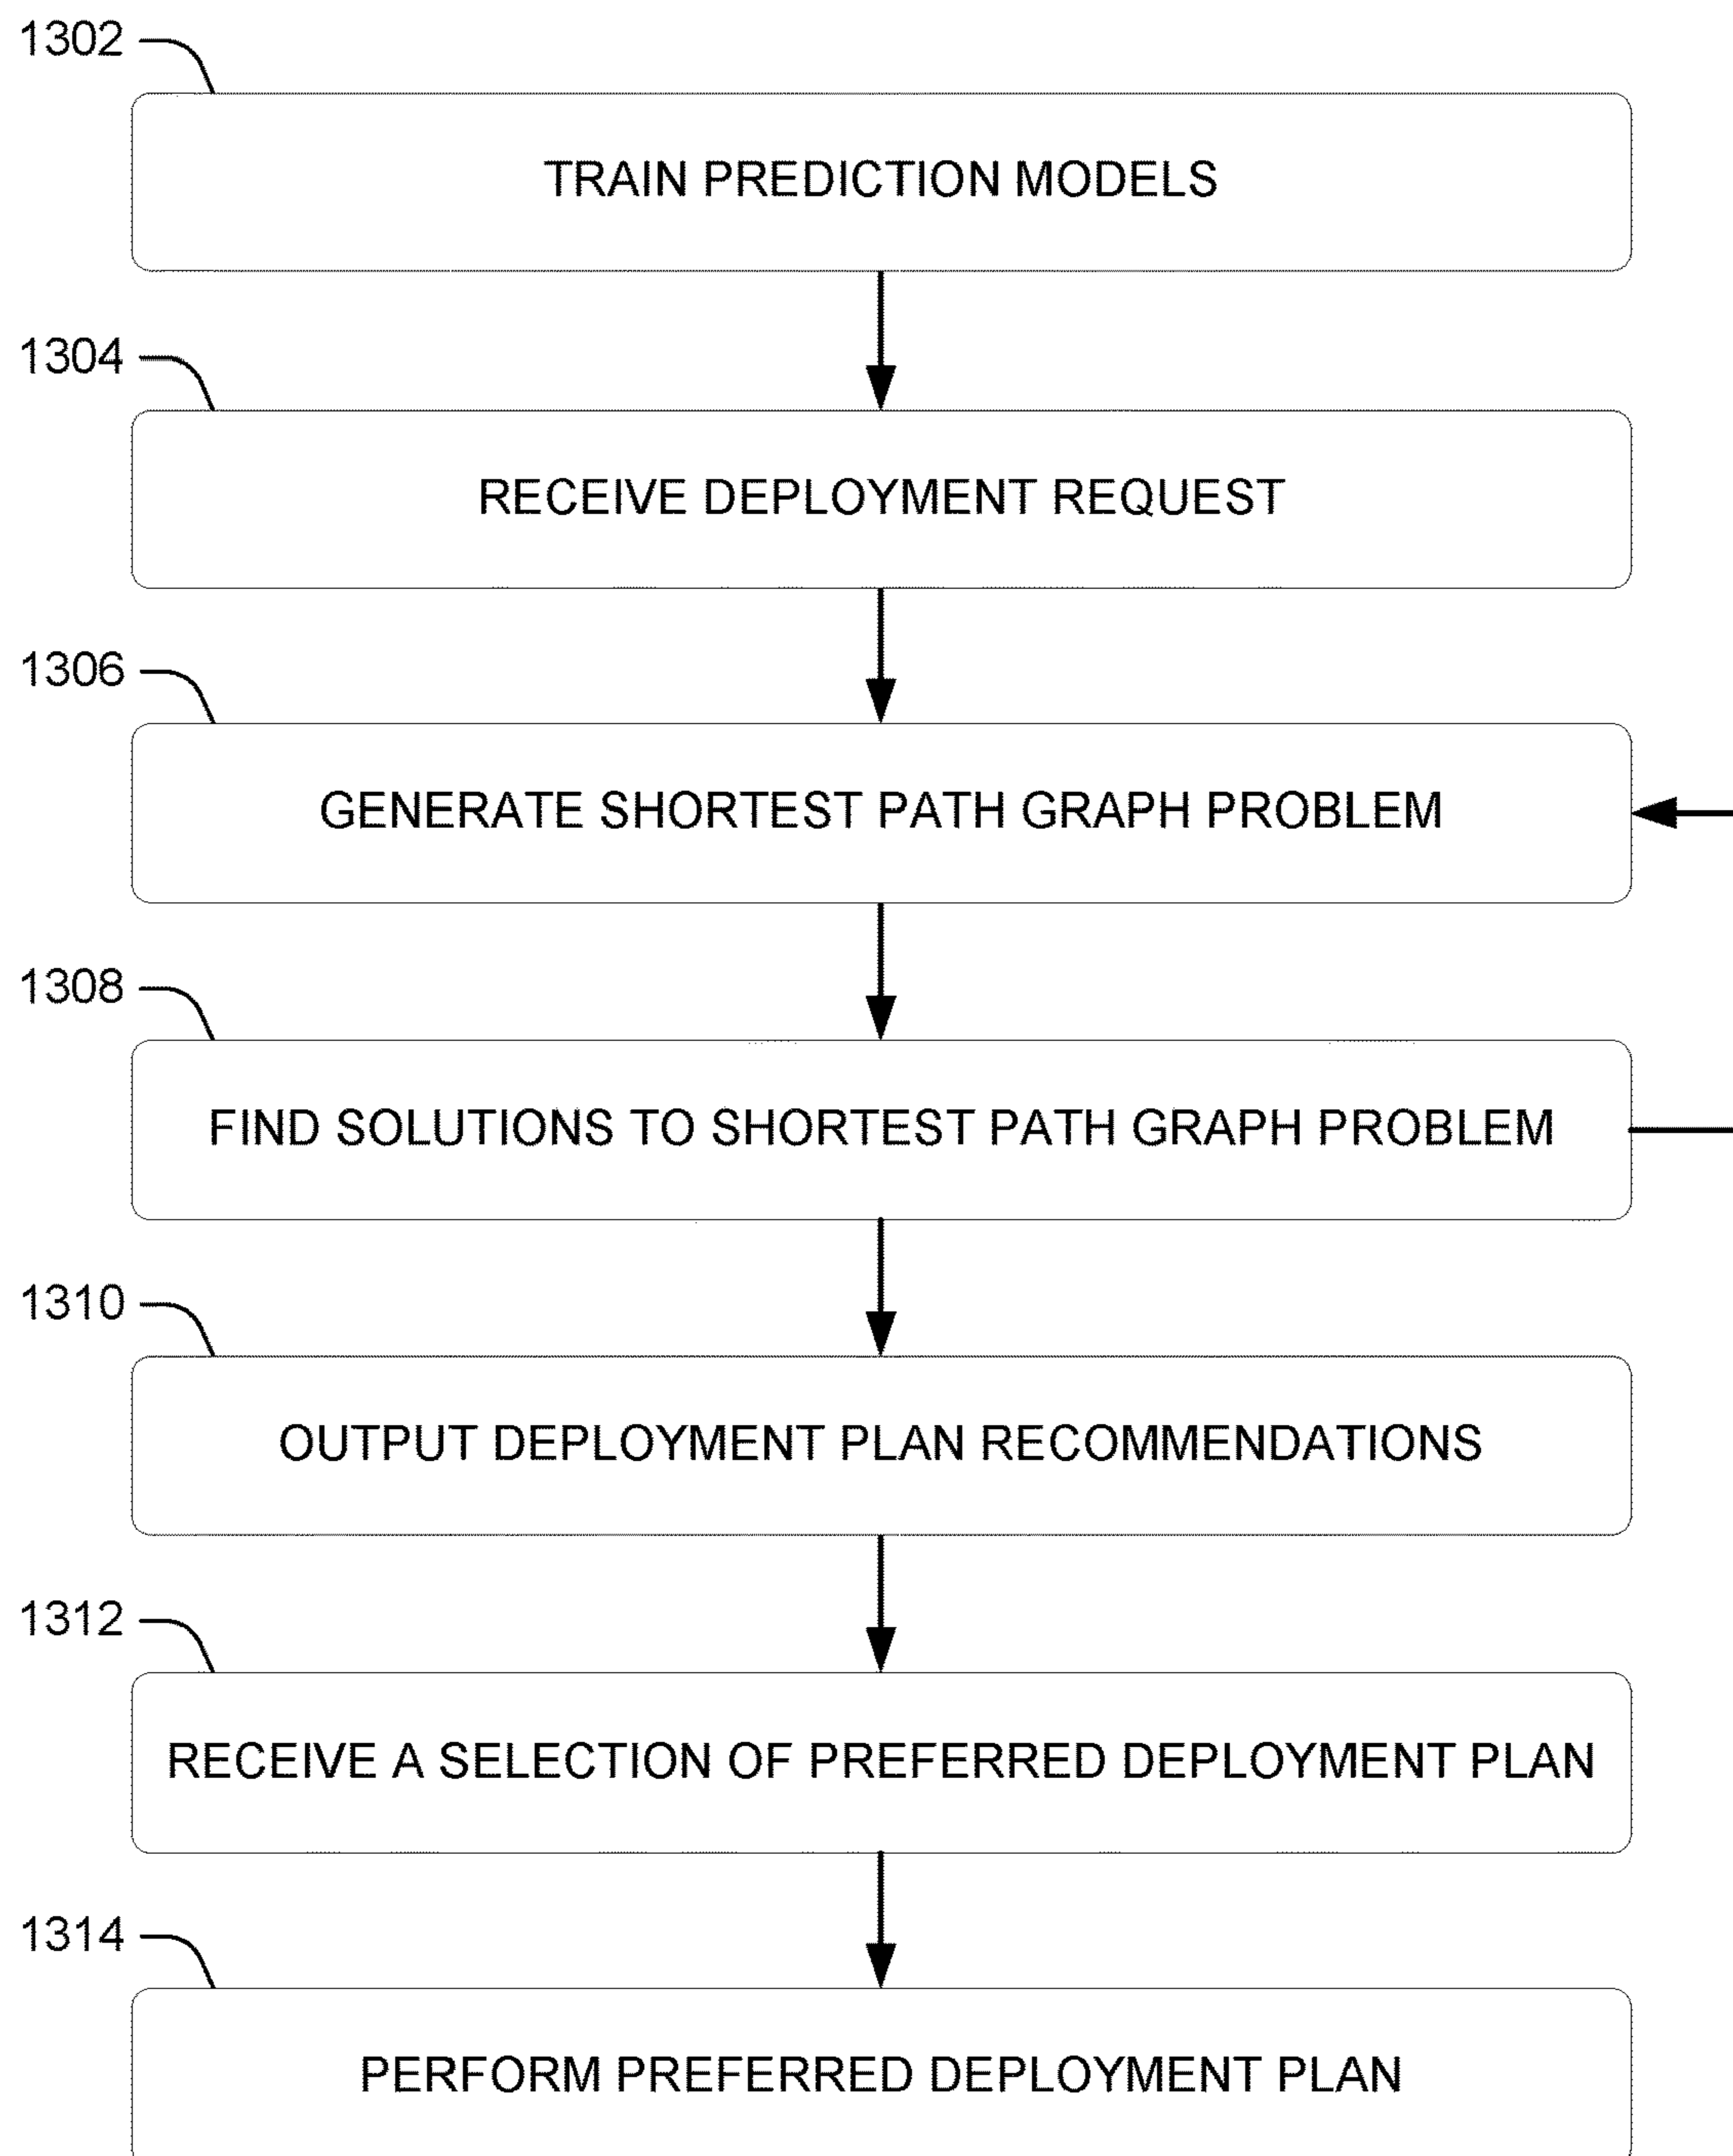 1302
TRAIN PREDICTION MODELS
1304
RECEIVE DEPLOYMENT REQUEST
1306
GENERATE SHORTEST PATH GRAPH PROBLEM
1308
FIND SOLUTIONS TO SHORTEST PATH GRAPH PROBLEM
1310
OUTPUT DEPLOYMENT PLAN RECOMMENDATIONS
1312
RECEIVE A SELECTION OF PREFERRED DEPLOYMENT PLAN
1314
PERFORM PREFERRED DEPLOYMENT PLAN